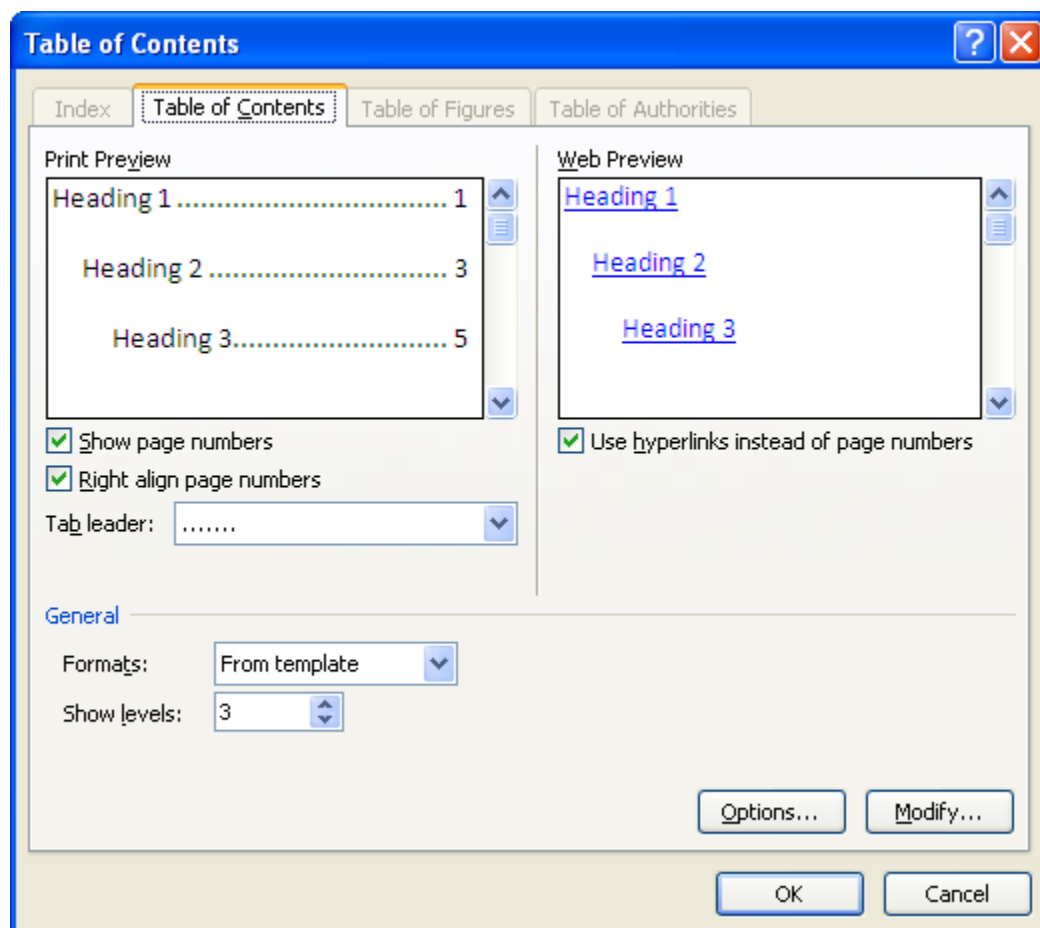 Table of Contents
Index Table of Contents Table of Figures Table of Authorities
Print Preview
Heading 1 .................................. 1
Heading 2 .............................. 3
Heading 3........................... 5
Show page numbers
Right align page numbers
Tab leader: .......
Web Preview
Heading 1
Heading 2
Heading 3
Use hyperlinks instead of page numbers
General
Formats: From template
Show levels: 3
Options... Modify...
OK Cancel